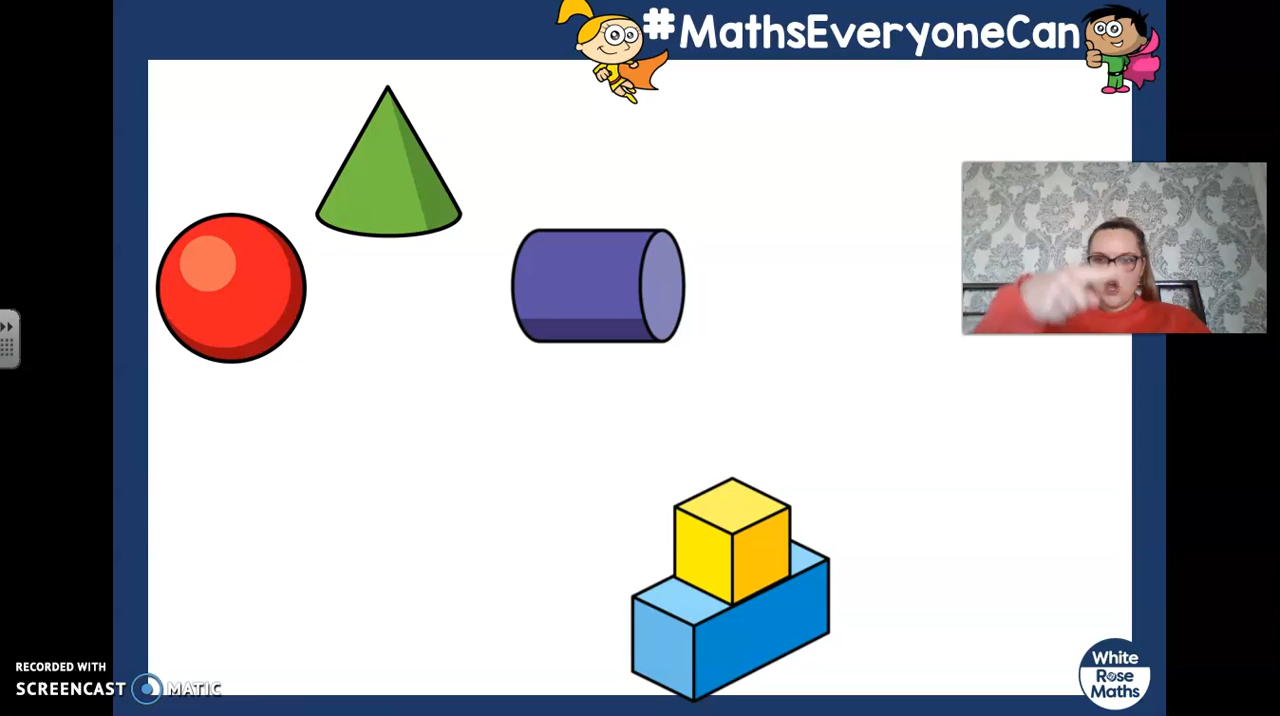 #MathsEveryoneCan
White
Rose
Maths
RECORDED WITH
SCREENCAST MATIC